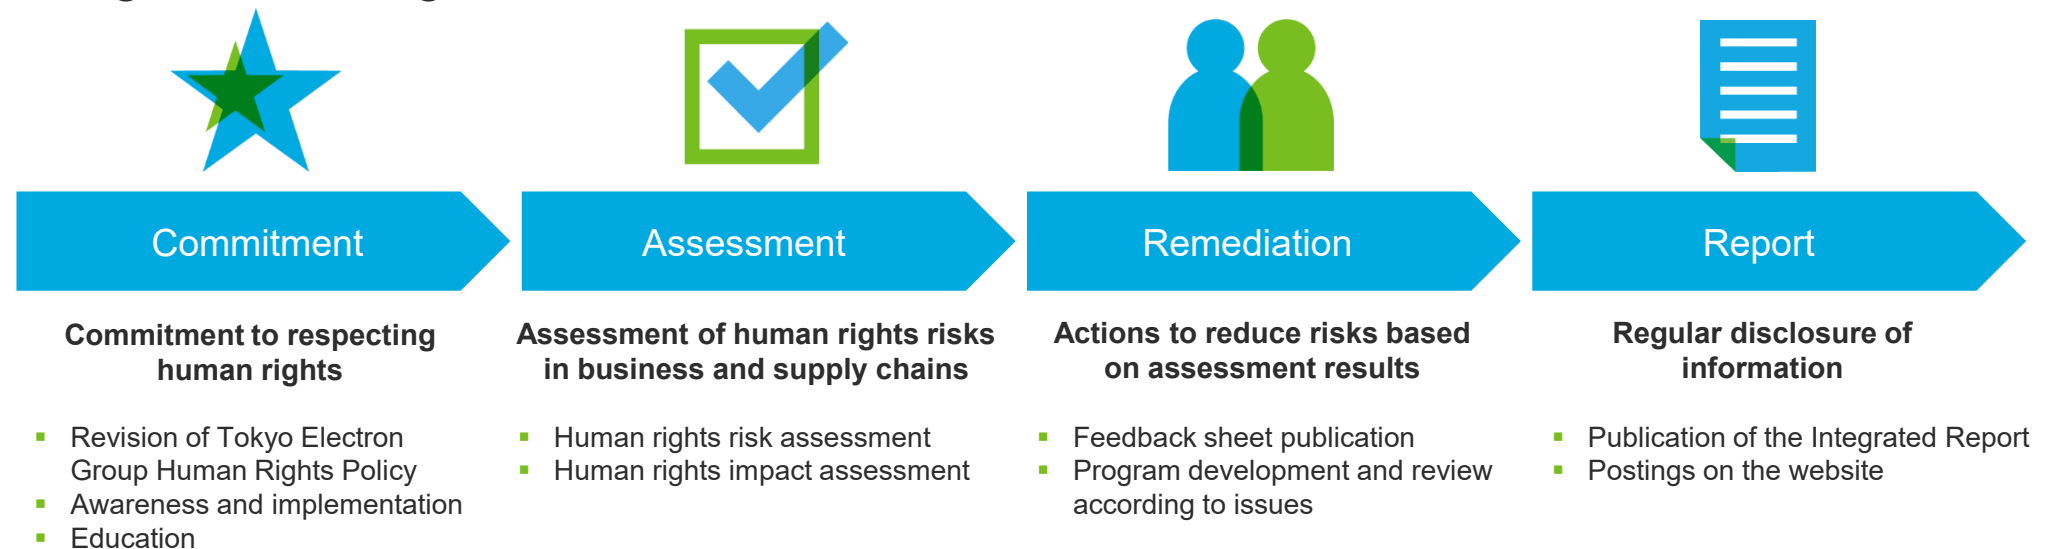 Commitment
Commitment to respecting
human rights
▪ Revision of Tokyo Electron
Group Human Rights Policy
▪ Awareness and implementation
▪ Education
Assessment
Assessment of human rights risks
in business and supply chains
▪ Human rights risk assessment
▪ Human rights impact assessment
Remediation
Actions to reduce risks based
on assessment results
▪ Feedback sheet publication
▪ Program development and review
according to issues
Report
Regular disclosure of
information
▪ Publication of the Integrated Report
▪ Postings on the website